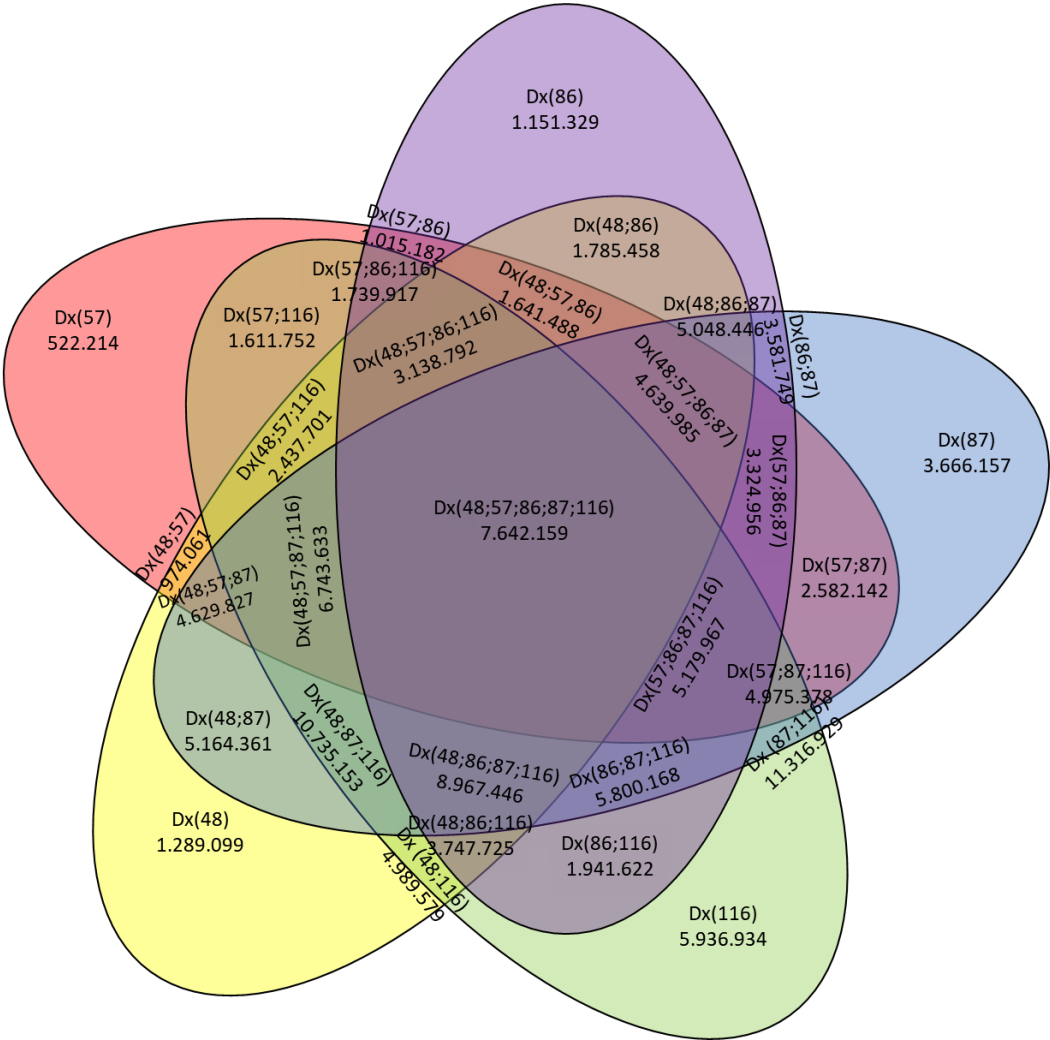 Dx(86)
1.151.329
Dx(57;86)
1.015.182
Dx(48;86)
1.785.458
Dx(57;86;116)
1.739.917
Dx(48;57,86)
1.641.488
Dx(48;86;87)
5.048.446
Dx(86;87)
3.581.749
Dx(57)
522.214
Dx(57;116)
1.611.752
Dx(48;57;86;116)
3.138.792
Dx(48;57;86;87)
4.639.985
Dx(87)
3.666.157
Dx(48;57;116)
2.437.701
Dx(57;86;87)
3.324.956
Dx(48;57;86;87;116)
7.642.159
Dx(48;57)
974.061
Dx(48;57;87)
4.629.827
Dx(48;57;87;116)
6.743.633
Dx(57;87)
2.582.142
Dx(57;86;87;116)
5.179.967
Dx(57;87;116)
4.975.378
Dx(48;87)
5.164.361
Dx(48;87;116)
10.735.153
Dx(48;86;87;116)
8.967.446
Dx(86;87;116)
5.800.168
Dx (87;116)
11.316.929
Dx(48)
1.289.099
Dx(48;86;116)
3.747.725
Dx (48;116)
4.989.579
Dx(86;116)
1.941.622
Dx(116)
5.936.934